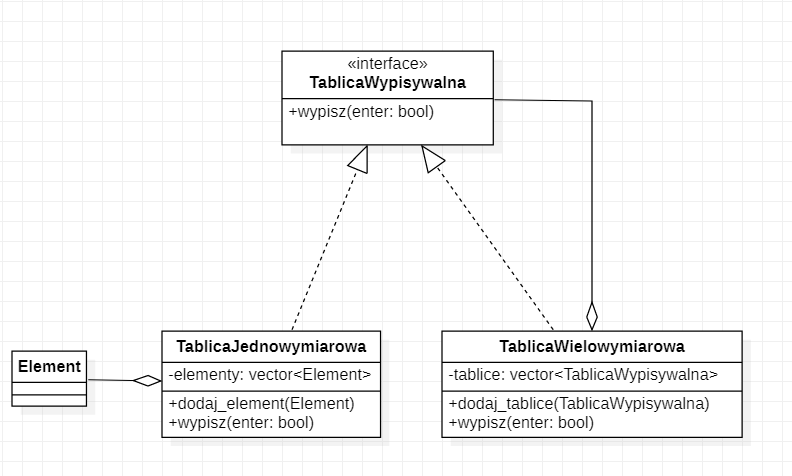 «interface»
TablicaWypisywalna
+wypisz(enter: bool)
Element
TablicaJednowymiarowa
-elementy: vector<Element>
+dodaj_element(Element)
+wypisz(enter: bool)
TablicaWielowymiarowa
-tablice: vector<TablicaWypisywalna>
+dodaj_tablice(TablicaWypisywalna)
+wypisz(enter: bool)